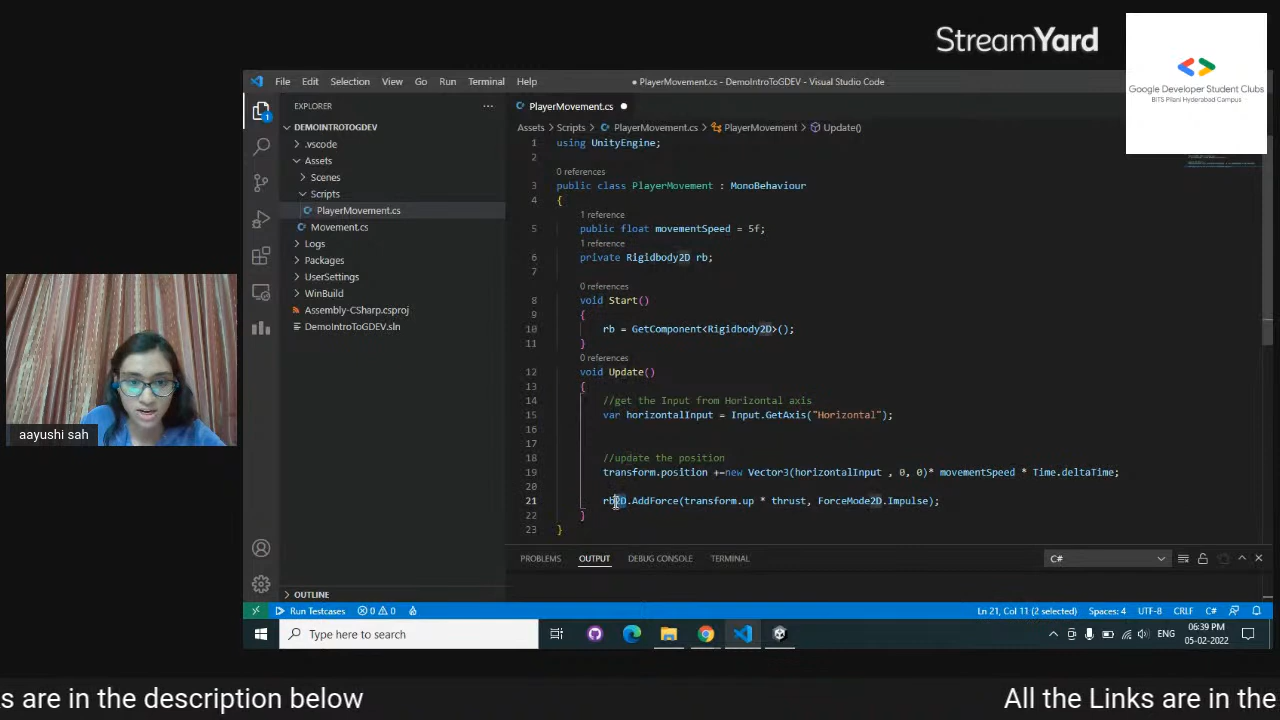 StreamYard
Google Developer Student Clubs
BITS Pilani Hyderabad Campus
File Edit Selection View Go Run Terminal Help
● PlayerMovement.cs - DemoIntroToGDEV - Visual Studio Code
EXPLORER
DEMOINTROTOGDEV
.vscode
Assets
Scenes
Scripts
PlayerMovement.cs
Movement.cs
Logs
Packages
UserSettings
WinBuild
Assembly-CSharp.csproj
DemoIntroToGDEV.sln
OUTLINE
PlayerMovement.cs
Assets > Scripts > PlayerMovement.cs > PlayerMovement > Update()
1 using UnityEngine;
2
0 references
3 public class PlayerMovement : MonoBehaviour
4 {
1 reference
5 public float movementSpeed = 5f;
1 reference
6 private Rigidbody2D rb;
7
0 references
8 void Start()
9 {
10 rb = GetComponent<Rigidbody2D>();
11 }
0 references
12 void Update()
13 {
14 //get the Input from Horizontal axis
15 var horizontalInput = Input.GetAxis("Horizontal");
16
17
18 //update the position
19 transform.position +=new Vector3(horizontalInput , 0, 0)* movementSpeed * Time.deltaTime;
20
21 rb2D.AddForce(transform.up * thrust, ForceMode2D.Impulse);
22 }
23 }
PROBLEMS OUTPUT DEBUG CONSOLE TERMINAL
C#
Run Testcases 0 0
Ln 21, Col 11 (2 selected) Spaces: 4 UTF-8 CRLF C#
Type here to search
ENG
06:39 PM
05-02-2022
aayushi sah
s are in the description below
All the Links are in the